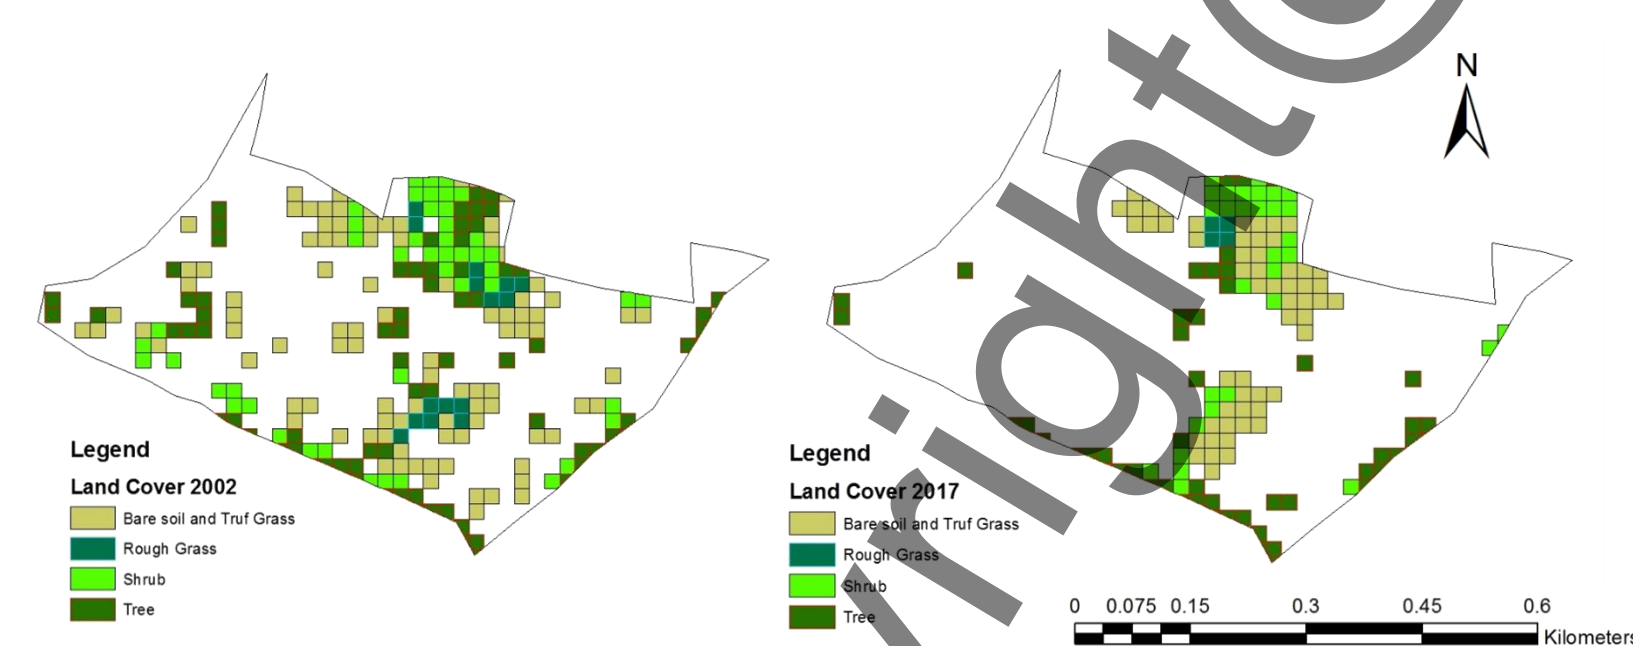 N
Legend
Land Cover 2002
Bare soil and Truf Grass
Rough Grass
Shrub
Tree
Legend
Land Cover 2017
Bare soil and Truf Grass
Rough Grass
Shrub
Tree
0 0.075 0.15 0.3 0.45 0.6
Kilometers
yright©